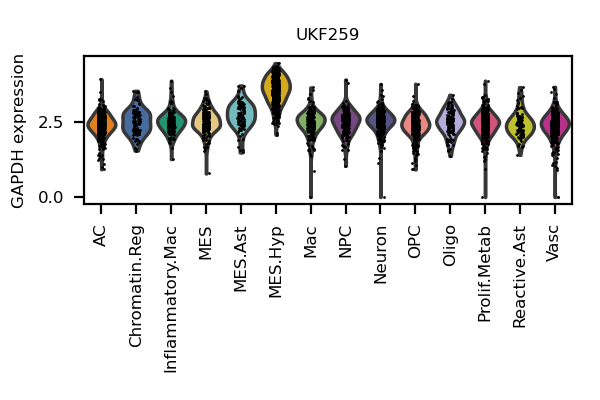 UKF259
GAPDH expression
2.5
0.0
AC
Chromatin.Reg
Inflammatory.Mac
MES
MES.Ast
MES.Hyp
Mac
NPC
Neuron
OPC
Oligo
Prolif.Metab
Reactive.Ast
Vasc